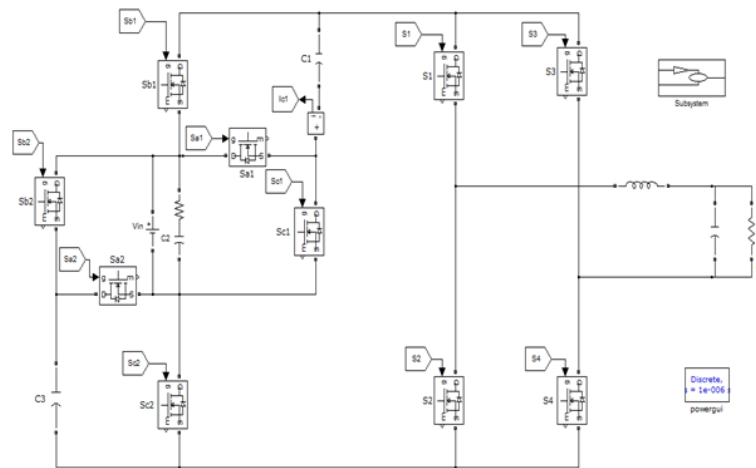 Sb1
Sb1
C1
Ic1
S1
S1
S3
S3
Subsystem
Sb2
Sb2
Sa1
Sa1
Sc1
Sc1
Vin
C2
Sa2
Sa2
C3
Sc2
Sc2
S2
S2
S4
S4
Discrete,
s = 1e-006 s
powergui